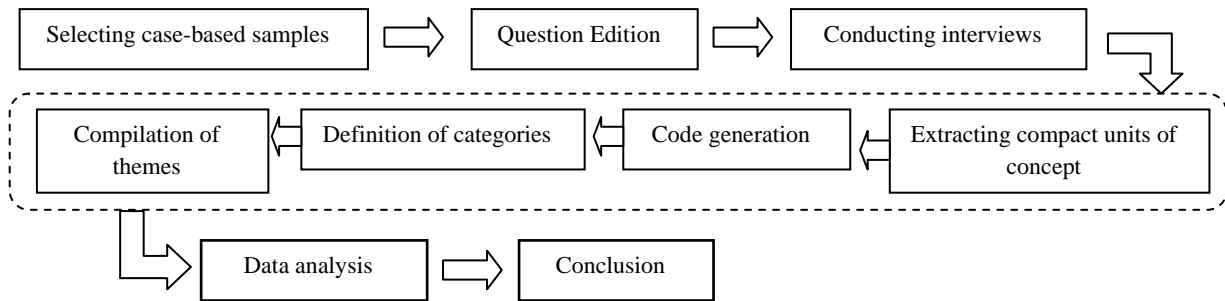 Selecting case-based samples
Question Edition
Conducting interviews
Extracting compact units of
concept
Code generation
Definition of categories
Compilation of
themes
Data analysis
Conclusion